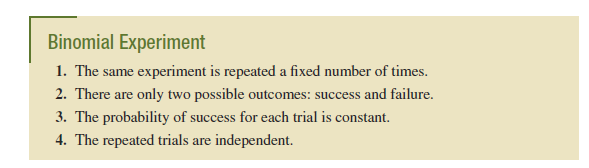 Binomial Experiment
1. The same experiment is repeated a fixed number of times.
2. There are only two possible outcomes: success and failure.
3. The probability of success for each trial is constant.
4. The repeated trials are independent.